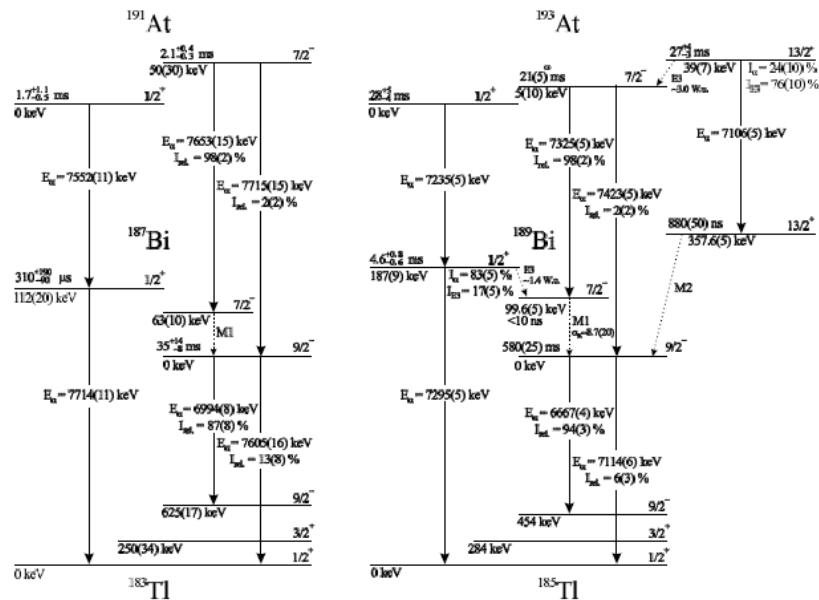 191At
2.1+0.4−0.3 ms 7/2−
50(30) keV
1.7+1.1−0.5 ms 1/2+
0 keV
Eα = 7653(15) keV
Irel. = 98(2) %
Eα = 7552(11) keV
Eα = 7715(15) keV
Irel. = 2(2) %
187Bi
310 μs 1/2+
112(20) keV
7/2−
63(10) keV
M1
35 ms 9/2−
0 keV
Eα = 7714(11) keV
Eα = 6994(8) keV
Irel. = 87(8) %
Eα = 7605(16) keV
Irel. = 13(8) %
9/2−
625(17) keV
3/2+
250(34) keV
1/2+
0 keV
183Tl
193At
27 ms 13/2+
39(7) keV
Iα = 24(10) %
IE3 = 76(10) %
E3
~3.0 W.u.
21(5) ms 7/2−
5(10) keV
28 ms 1/2+
0 keV
Eα = 7106(5) keV
Eα = 7325(5) keV
Irel. = 98(2) %
Eα = 7235(5) keV
Eα = 7423(5) keV
Irel. = 2(2) %
189Bi
880(50) ns 13/2+
357.6(5) keV
4.6+0.8−0.6 ms 1/2+
187(9) keV
Iα = 83(5) %
IE3 = 17(5) %
E3
~1.4 W.u.
7/2−
99.6(5) keV
<10 ns
M1
=8.7(20)
M2
580(25) ms 9/2−
0 keV
Eα = 7295(5) keV
Eα = 6667(4) keV
Irel. = 94(3) %
Eα = 7114(6) keV
Irel. = 6(3) %
9/2−
454 keV
3/2+
284 keV
1/2+
0 keV
185Tl